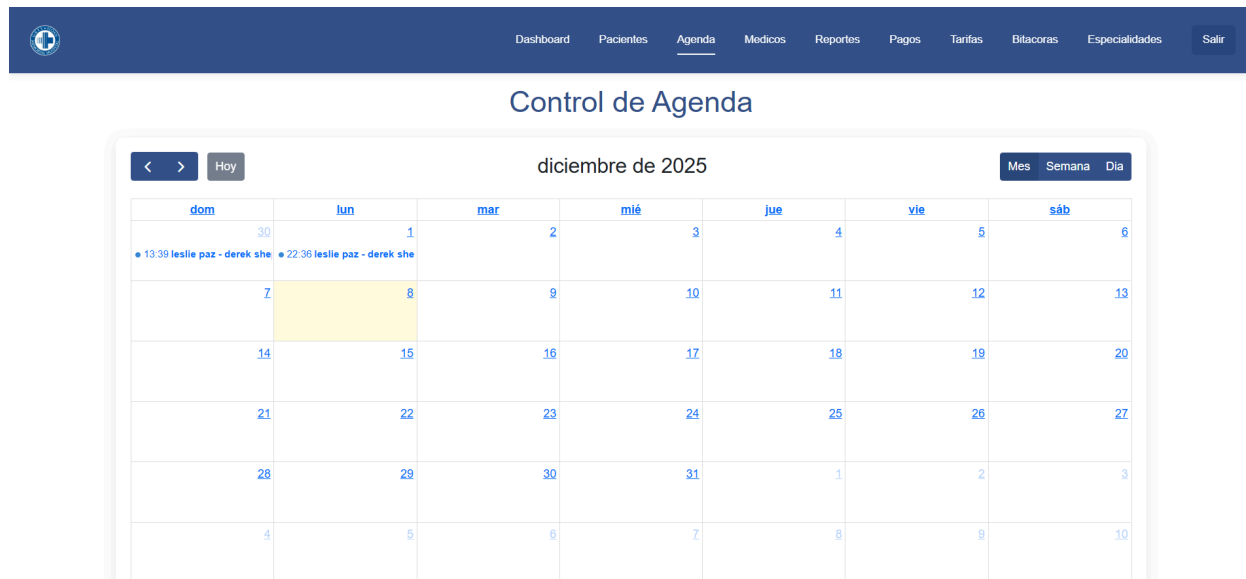 Dashboard Pacientes Agenda Medicos Reportes Pagos Tarifas Bitacoras Especialidades Salir
Control de Agenda
Hoy diciembre de 2025 Mes Semana Dia
dom lun mar mié jue vie sáb
30 1 2 3 4 5 6
13:39 leslie paz - derek she 22:36 leslie paz - derek she
7 8 9 10 11 12 13
14 15 16 17 18 19 20
21 22 23 24 25 26 27
28 29 30 31 1 2 3
4 5 6 7 8 9 10